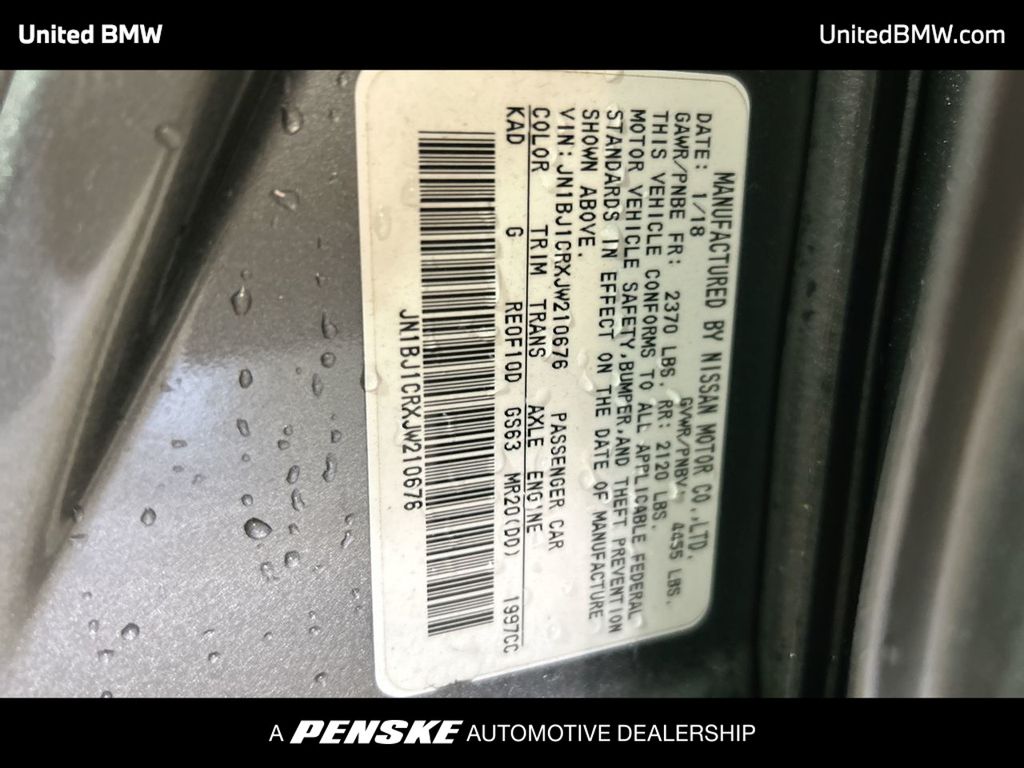 United BMW
UnitedBMW.com
MANUFACTURED BY NISSAN MOTOR CO.,LTD.
DATE: 1/18 GVWR/PNBV: 4455 LBS.
GAWR/PNBE FR: 2370 LBS. RR: 2120 LBS.
THIS VEHICLE CONFORMS TO ALL APPLICABLE FEDERAL
MOTOR VEHICLE SAFETY,BUMPER,AND THEFT PREVENTION
STANDARDS IN EFFECT ON THE DATE OF MANUFACTURE
SHOWN ABOVE.
VIN:JN1BJ1CRXJW210676 PASSENGER CAR
COLOR TRIM TRANS AXLE ENGINE
KAD G RE0F10D GS63 MR20(DD) 1997CC
JN1BJ1CRXJW210676
A PENSKE AUTOMOTIVE DEALERSHIP